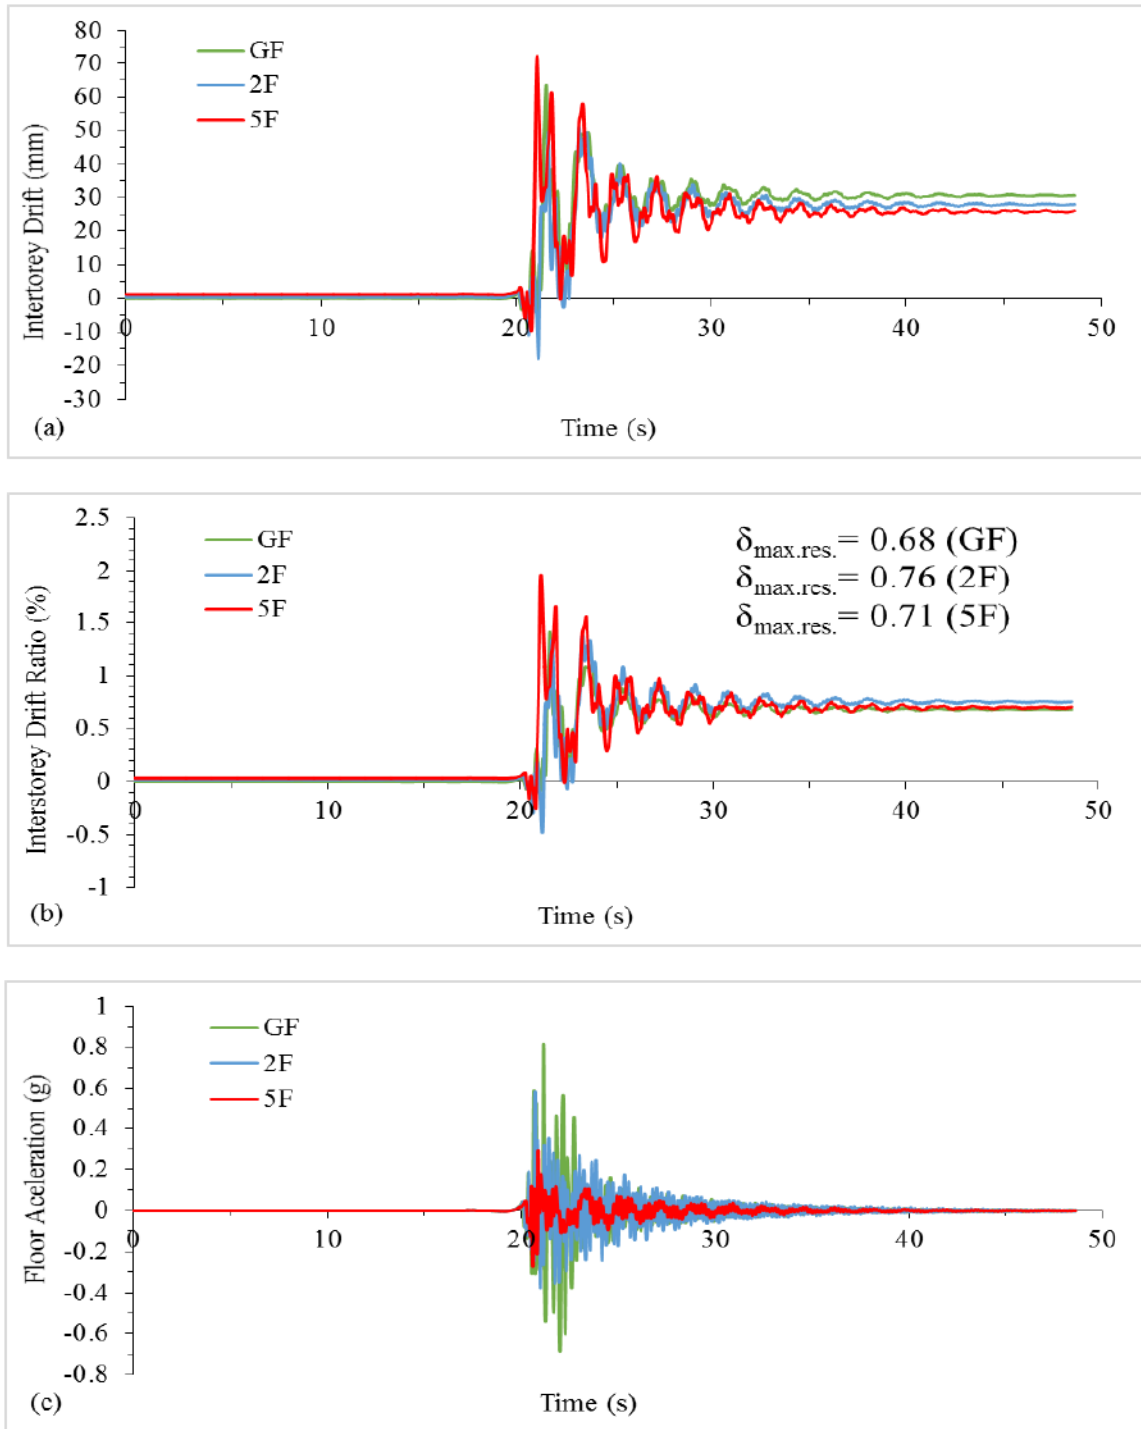 80
70
60
50
40
30
20
10
0
-10
-20
-30
Intertorey Drift (mm)
GF
2F
5F
0 10 20 30 40 50
(a)
Time (s)
2.5
2
1.5
1
0.5
0
-0.5
-1
Interstorey Drift Ratio (%)
GF
2F
5F
δmax.res.= 0.68 (GF)
δmax.res.= 0.76 (2F)
δmax.res.= 0.71 (5F)
0 10 20 30 40 50
(b)
Time (s)
1
0.8
0.6
0.4
0.2
0
-0.2
-0.4
-0.6
-0.8
Floor Aceleration (g)
GF
2F
5F
0 10 20 30 40 50
(c)
Time (s)